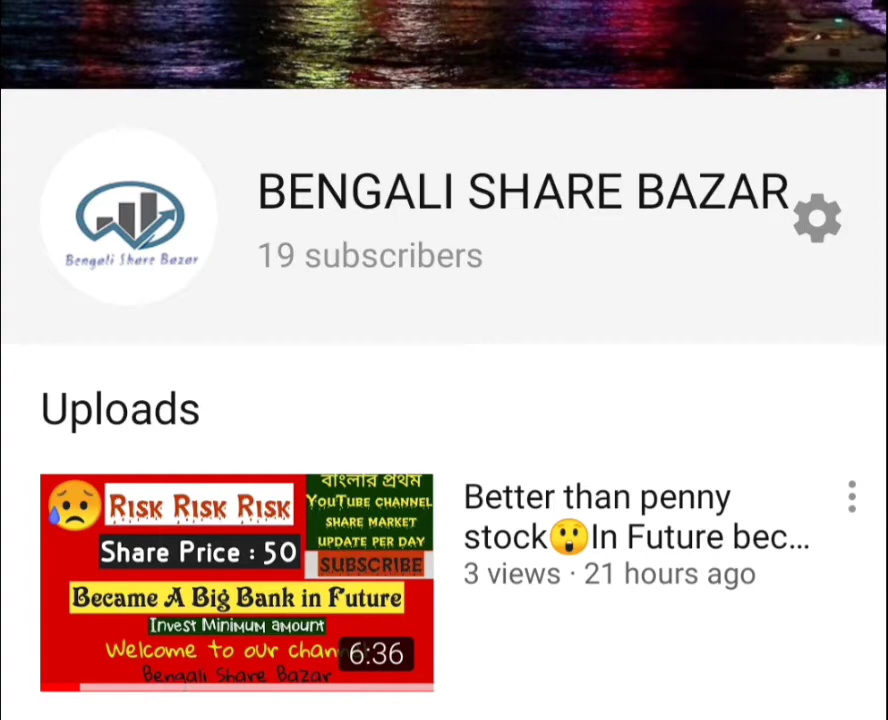 Bengali Share Bazar
BENGALI SHARE BAZAR
19 subscribers
Uploads
RISK RISK RISK
Share Price : 50
Became A Big Bank in Future
Invest Minimum amount
Welcome to our chan
Bengali Share Bazar
বাংলার প্রথম
YouTube channel
share market
update per day
SUBSCRIBE
6:36
Better than penny
stock😲In Future bec...
3 views · 21 hours ago